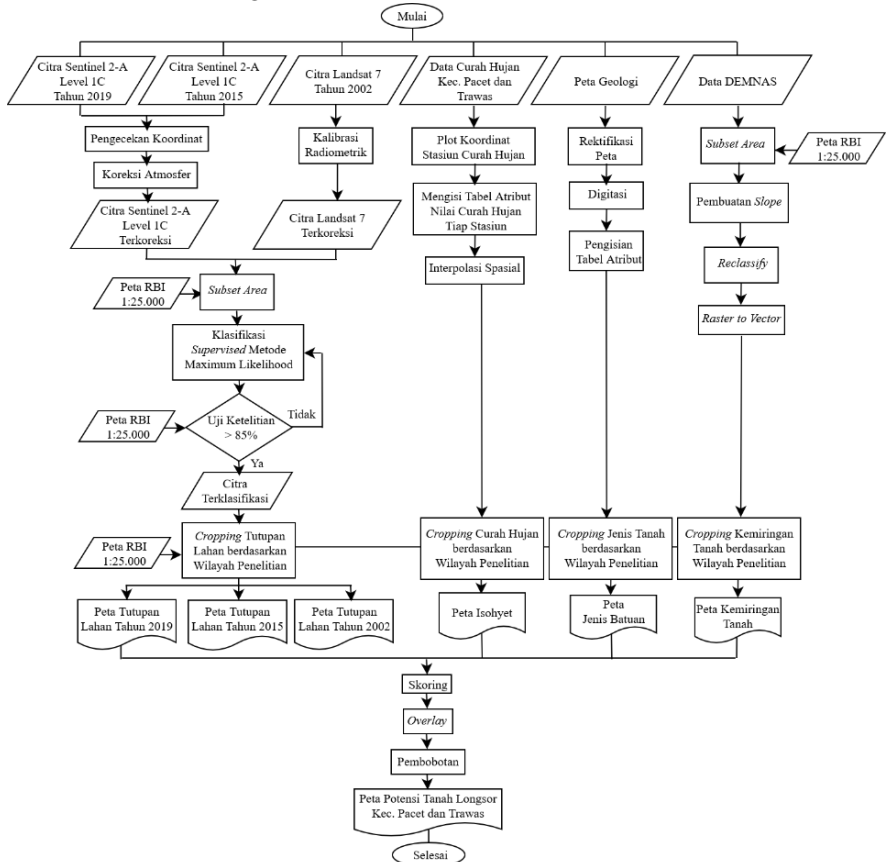 Mulai
Citra Sentinel 2-A
Level 1C
Tahun 2019
Citra Sentinel 2-A
Level 1C
Tahun 2015
Citra Landsat 7
Tahun 2002
Data Curah Hujan
Kec. Pacet dan
Trawas
Peta Geologi
Data DEMNAS
Pengecekan Koordinat
Koreksi Atmosfer
Citra Sentinel 2-A
Level 1C
Terkoreksi
Kalibrasi
Radiometrik
Citra Landsat 7
Terkoreksi
Plot Koordinat
Stasiun Curah Hujan
Mengisi Tabel Atribut
Nilai Curah Hujan
Tiap Stasiun
Interpolasi Spasial
Rektifikasi
Peta
Digitasi
Pengisian
Tabel Atribut
Subset Area
Peta RBI
1:25.000
Pembuatan Slope
Reclassify
Raster to Vector
Peta RBI
1:25.000
Subset Area
Klasifikasi
Supervised Metode
Maximum Likelihood
Peta RBI
1:25.000
Uji Ketelitian
> 85%
Tidak
Ya
Citra
Terklasifikasi
Peta RBI
1:25.000
Cropping Tutupan
Lahan berdasarkan
Wilayah Penelitian
Cropping Curah Hujan
berdasarkan
Wilayah Penelitian
Cropping Jenis Tanah
berdasarkan
Wilayah Penelitian
Cropping Kemiringan
Tanah berdasarkan
Wilayah Penelitian
Peta Tutupan
Lahan Tahun 2019
Peta Tutupan
Lahan Tahun 2015
Peta Tutupan
Lahan Tahun 2002
Peta Isohyet
Peta
Jenis Batuan
Peta Kemiringan
Tanah
Skoring
Overlay
Pembobotan
Peta Potensi Tanah Longsor
Kec. Pacet dan Trawas
Selesai